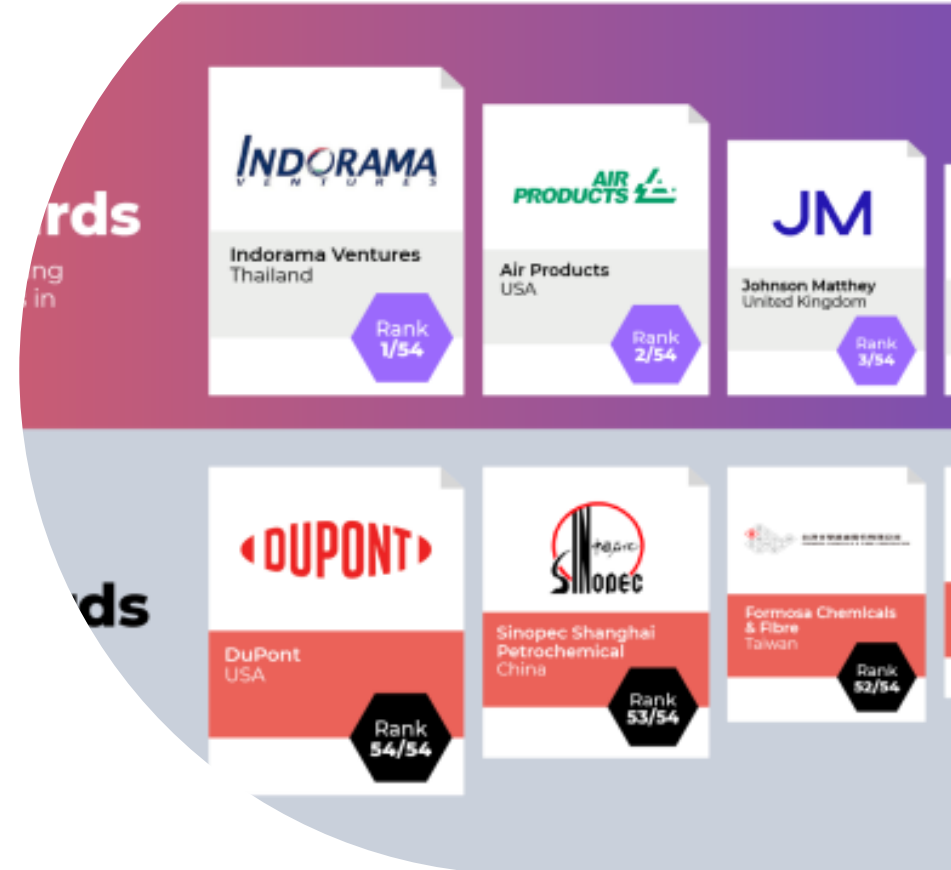 rds
ng
in
INDORAMA
VENTURES
Indorama Ventures
Thailand
Rank
1/54
AIR
PRODUCTS
Air Products
USA
Rank
2/54
JM
Johnson Matthey
United Kingdom
Rank
3/54
ds
DUPONT
DuPont
USA
Rank
54/54
SINOPEC
Sinopec Shanghai
Petrochemical
China
Rank
53/54
Formosa Chemicals
& Fibre
Taiwan
Rank
52/54